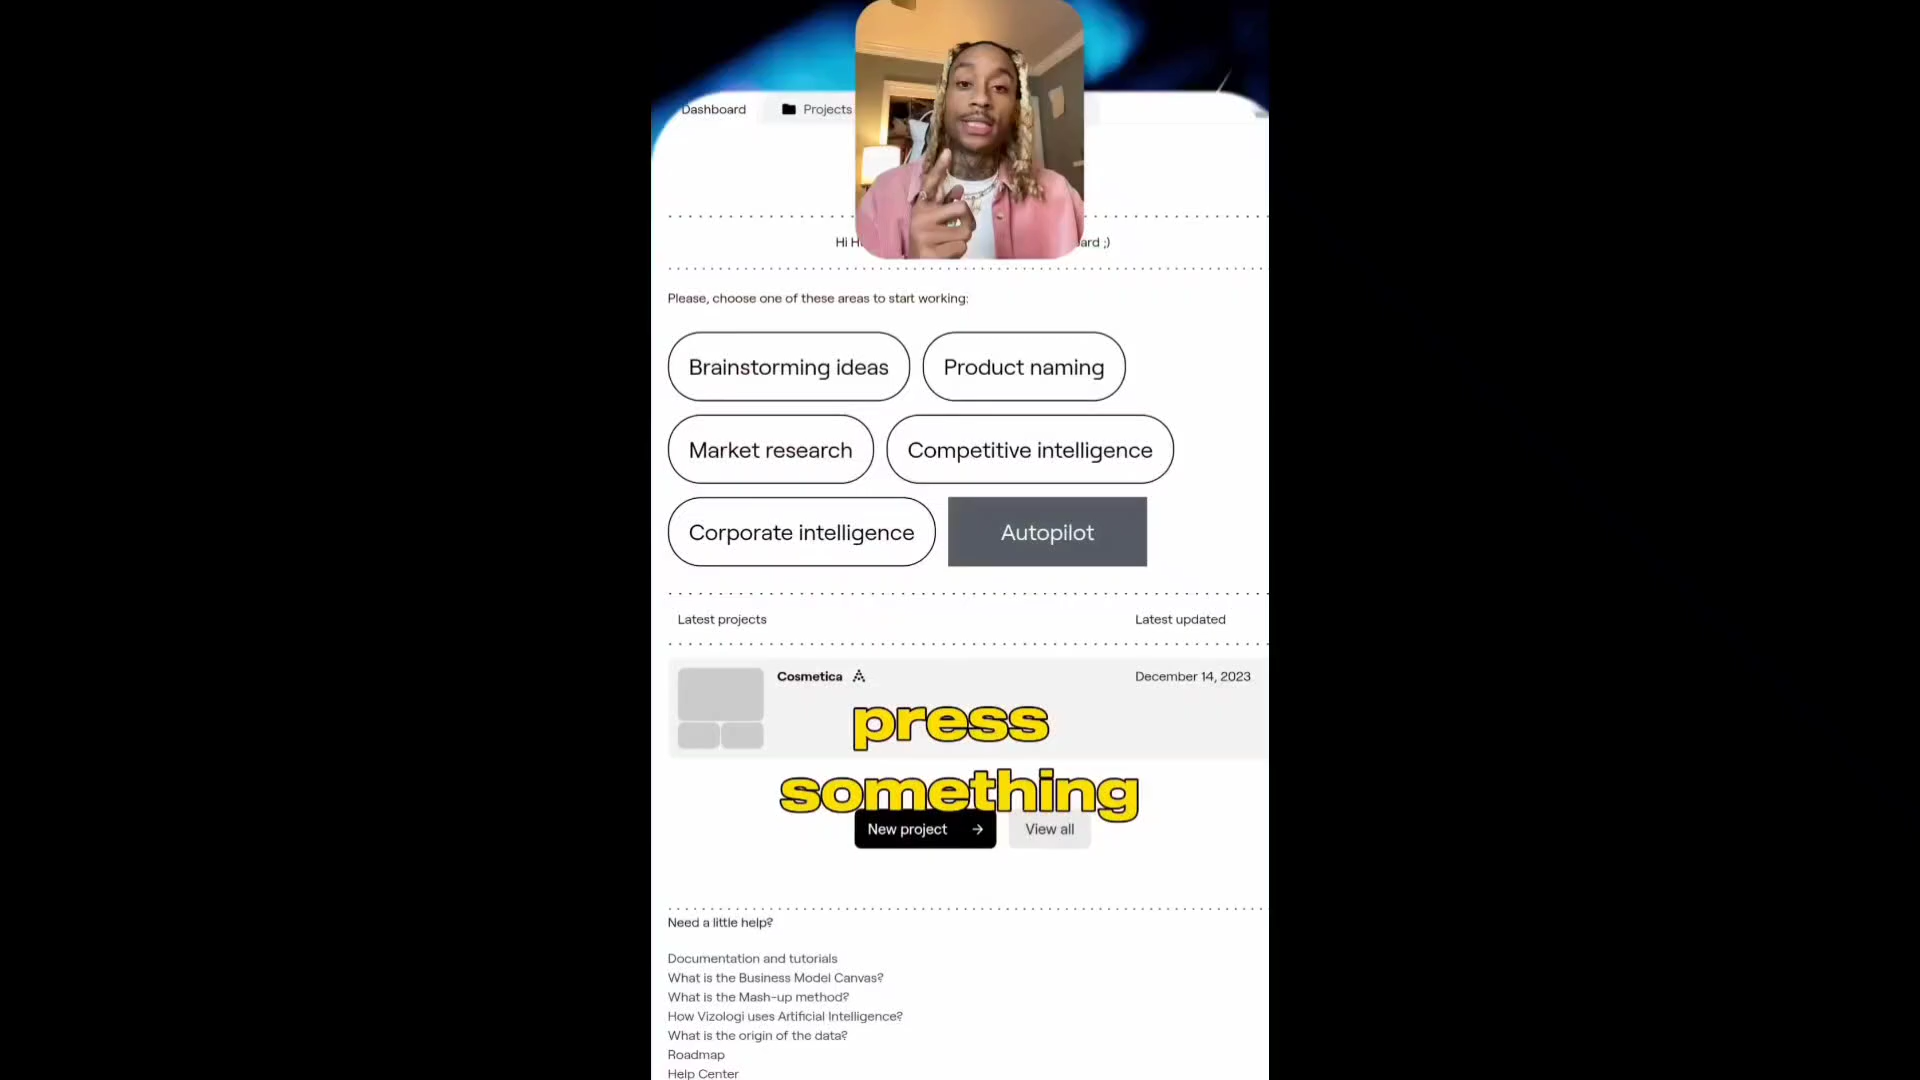 Dashboard
Projects
Hi H
ard ;)
Please, choose one of these areas to start working:
Brainstorming ideas
Product naming
Market research
Competitive intelligence
Corporate intelligence
Autopilot
Latest projects
Latest updated
Cosmetica
December 14, 2023
press
something
New project →
View all
Need a little help?
Documentation and tutorials
What is the Business Model Canvas?
What is the Mash-up method?
How Vizologi uses Artificial Intelligence?
What is the origin of the data?
Roadmap
Help Center